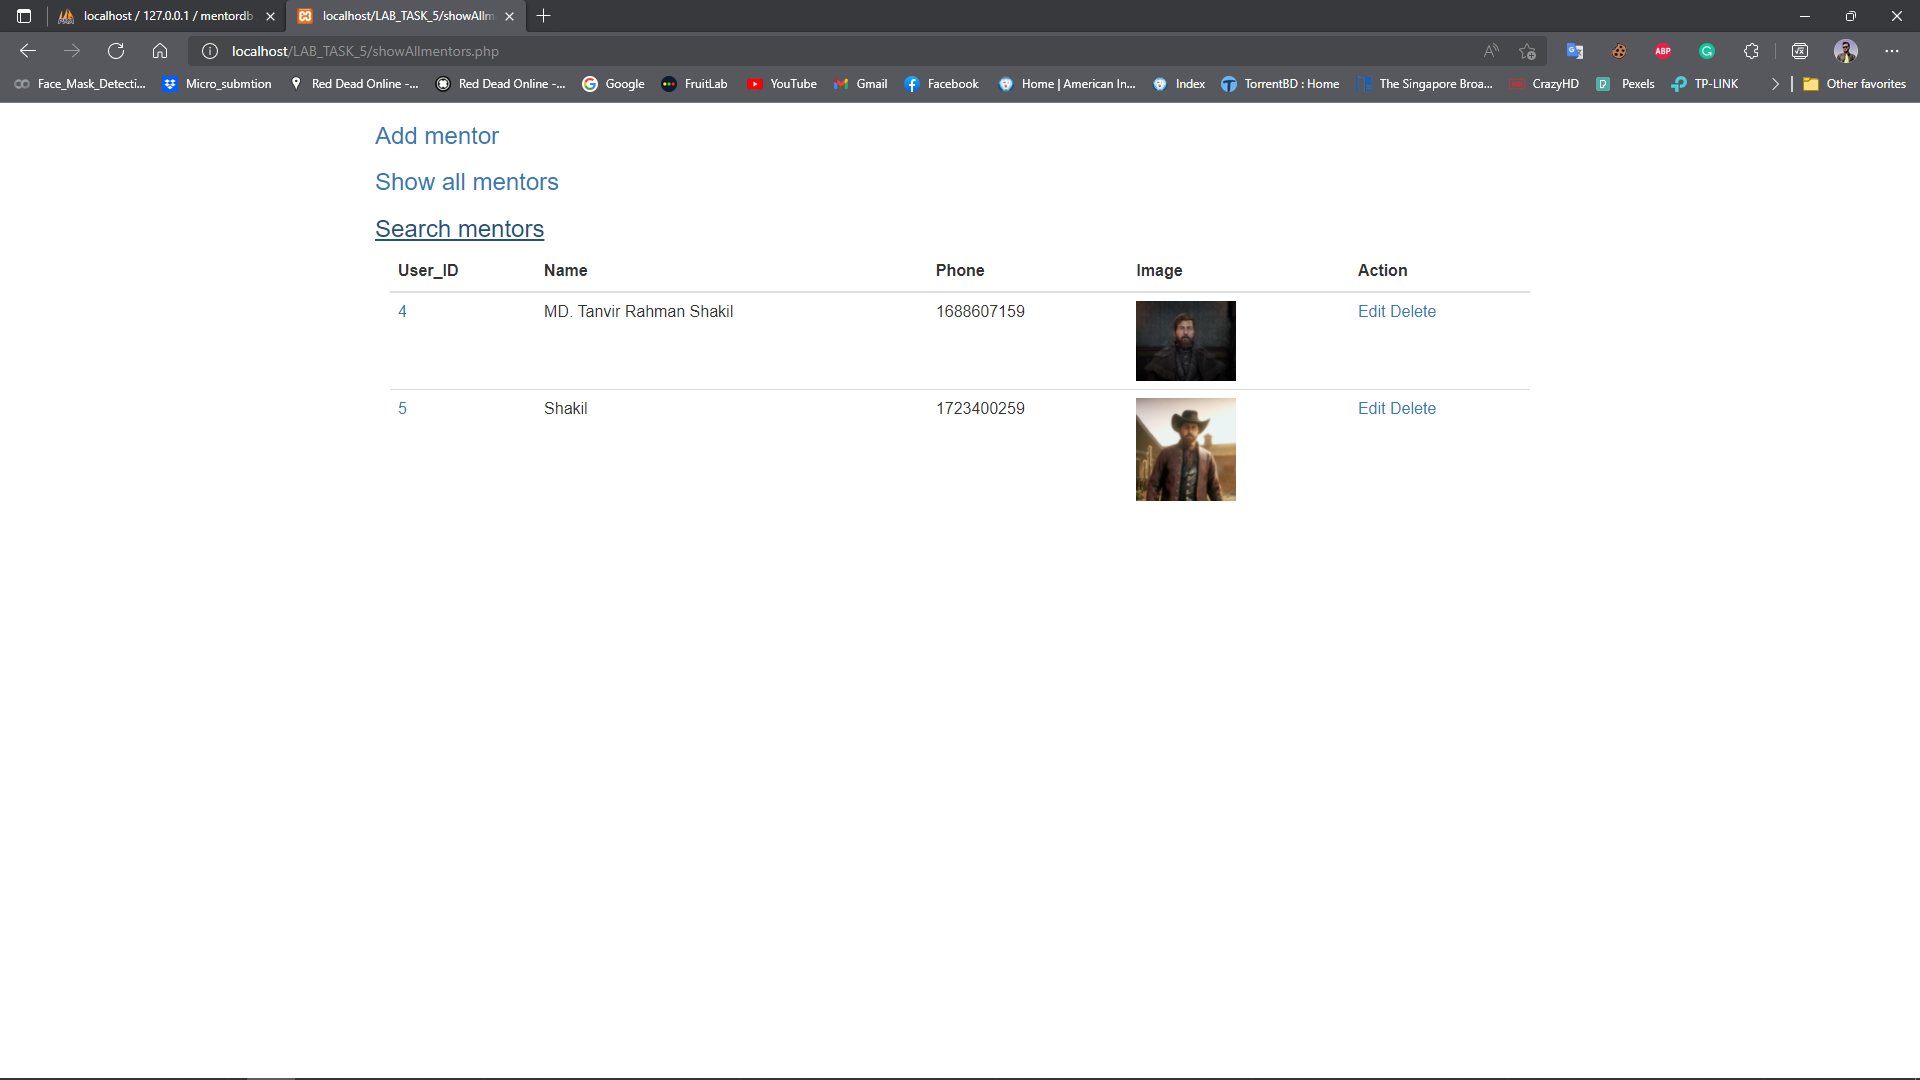 localhost / 127.0.0.1 / mentordb
localhost/LAB_TASK_5/showAllm
localhost/LAB_TASK_5/showAllmentors.php
ABP
Face_Mask_Detecti... Micro_submtion Red Dead Online -... Red Dead Online -... Google FruitLab YouTube Gmail Facebook Home | American In... Index TorrentBD : Home The Singapore Broa... CrazyHD Pexels TP-LINK Other favorites
Add mentor
Show all mentors
Search mentors
User_ID Name Phone Image Action
4 MD. Tanvir Rahman Shakil 1688607159 Edit Delete
5 Shakil 1723400259 Edit Delete